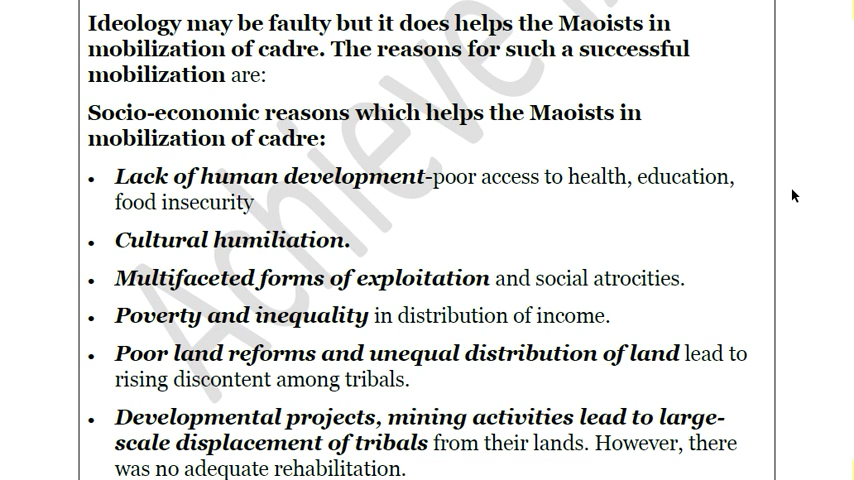 Ideology may be faulty but it does helps the Maoists in
mobilization of cadre. The reasons for such a successful
mobilization are:
Socio-economic reasons which helps the Maoists in
mobilization of cadre:
• Lack of human development-poor access to health, education,
food insecurity
• Cultural humiliation.
• Multifaceted forms of exploitation and social atrocities.
• Poverty and inequality in distribution of income.
• Poor land reforms and unequal distribution of land lead to
rising discontent among tribals.
• Developmental projects, mining activities lead to large-
scale displacement of tribals from their lands. However, there
was no adequate rehabilitation.
Achieve